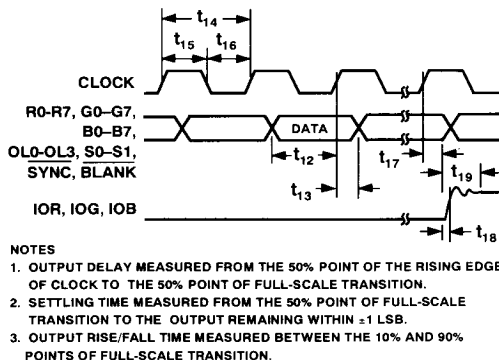 t14
t15 t16
CLOCK
R0-R7, G0-G7,
B0-B7,
OL0-OL3, S0-S1,
SYNC, BLANK
DATA
t12
t13
t17
t19
t18
IOR, IOG, IOB
NOTES
1. OUTPUT DELAY MEASURED FROM THE 50% POINT OF THE RISING EDGE
OF CLOCK TO THE 50% POINT OF FULL-SCALE TRANSITION.
2. SETTLING TIME MEASURED FROM THE 50% POINT OF FULL-SCALE
TRANSITION TO THE OUTPUT REMAINING WITHIN ±1 LSB.
3. OUTPUT RISE/FALL TIME MEASURED BETWEEN THE 10% AND 90%
POINTS OF FULL-SCALE TRANSITION.